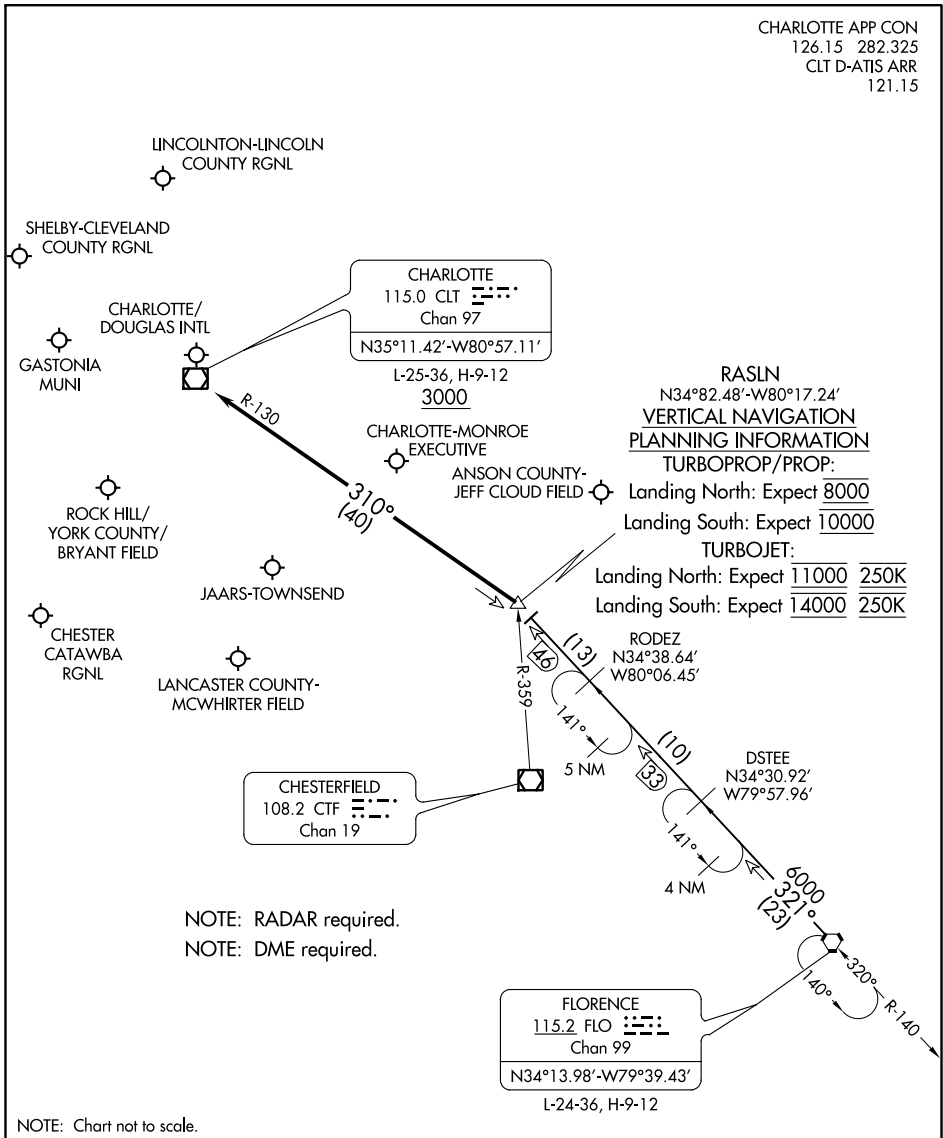 CHARLOTTE APP CON
126.15 282.325
CLT D-ATIS ARR
121.15
LINCOLNTON-LINCOLN
COUNTY RGNL
SHELBY-CLEVELAND
COUNTY RGNL
CHARLOTTE/
DOUGLAS INTL
GASTONIA
MUNI
CHARLOTTE
115.0 CLT
Chan 97
N35°11.42'-W80°57.11'
L-25-36, H-9-12
3000
R-130
310°
(40)
CHARLOTTE-MONROE
EXECUTIVE
ANSON COUNTY-
JEFF CLOUD FIELD
RASLN
N34°82.48'-W80°17.24'
VERTICAL NAVIGATION
PLANNING INFORMATION
TURBOPROP/PROP:
Landing North: Expect 8000
Landing South: Expect 10000
TURBOJET:
Landing North: Expect 11000 250K
Landing South: Expect 14000 250K
ROCK HILL/
YORK COUNTY/
BRYANT FIELD
JAARS-TOWNSEND
CHESTER
CATAWBA
RGNL
LANCASTER COUNTY-
MCWHIRTER FIELD
R-359
46
(13)
RODEZ
N34°38.64'
W80°06.45'
141°
5 NM
(10)
33
DSTEE
N34°30.92'
W79°57.96'
141°
4 NM
CHESTERFIELD
108.2 CTF
Chan 19
6000
321°
(23)
NOTE: RADAR required.
NOTE: DME required.
140°
320°
R-140
FLORENCE
115.2 FLO
Chan 99
N34°13.98'-W79°39.43'
L-24-36, H-9-12
NOTE: Chart not to scale.